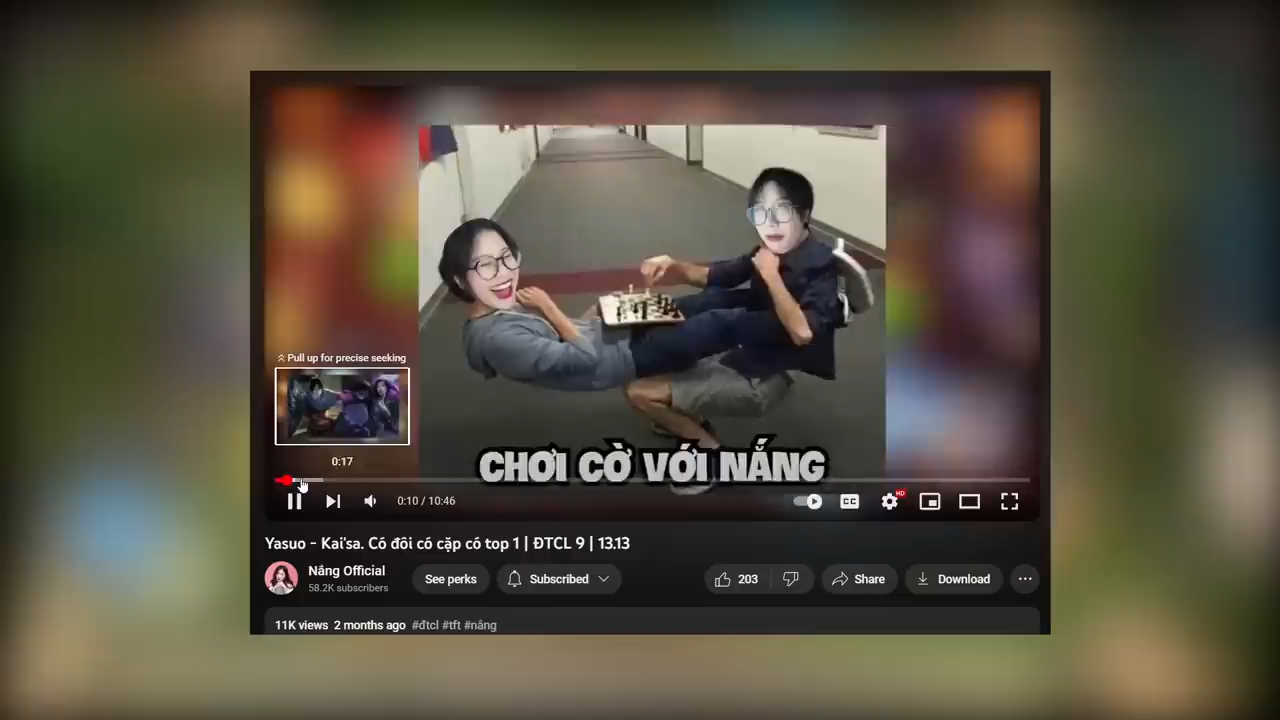 Pull up for precise seeking
0:17
CHƠI CỜ VỚI NẮNG
0:10 / 10:46
CC
HD
Yasuo - Kai'sa. Có đôi có cặp có top 1 | ĐTCL 9 | 13.13
Nắng Official
58.2K subscribers
See perks
Subscribed
203
Share
Download
11K views 2 months ago #đtcl #tft #nắng